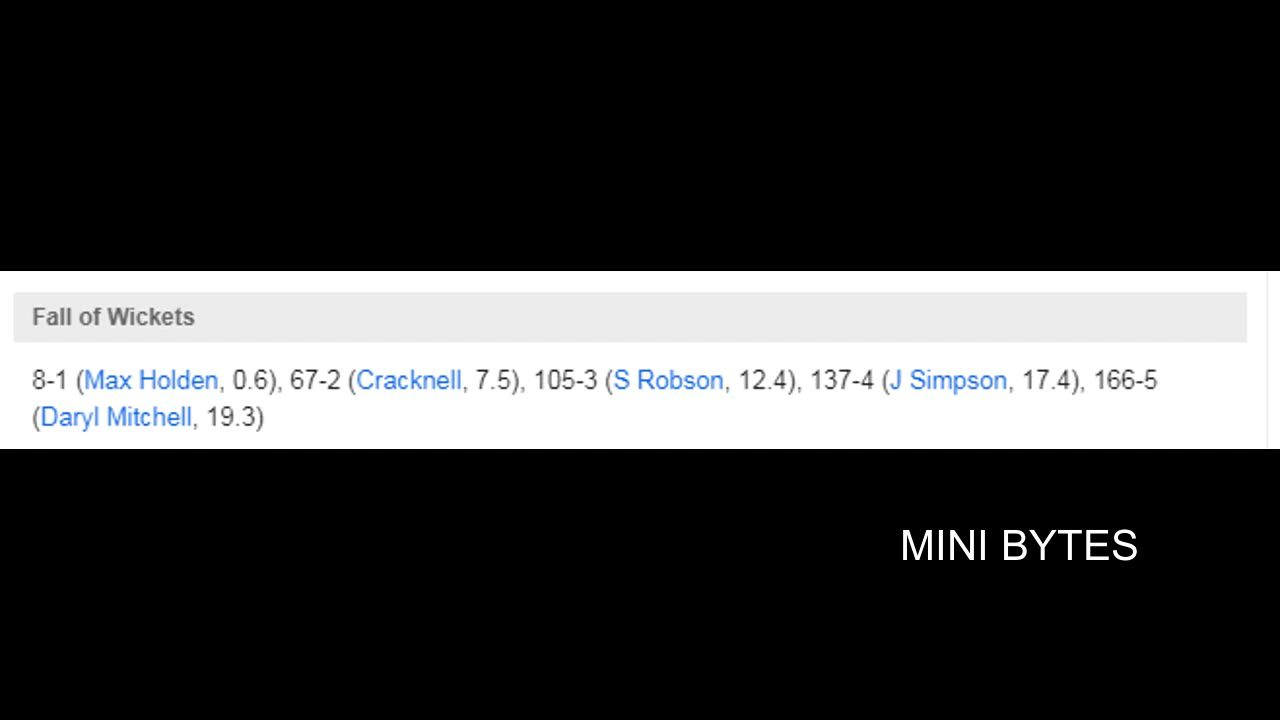 Fall of Wickets
8-1 (Max Holden, 0.6), 67-2 (Cracknell, 7.5), 105-3 (S Robson, 12.4), 137-4 (J Simpson, 17.4), 166-5
(Daryl Mitchell, 19.3)
MINI BYTES